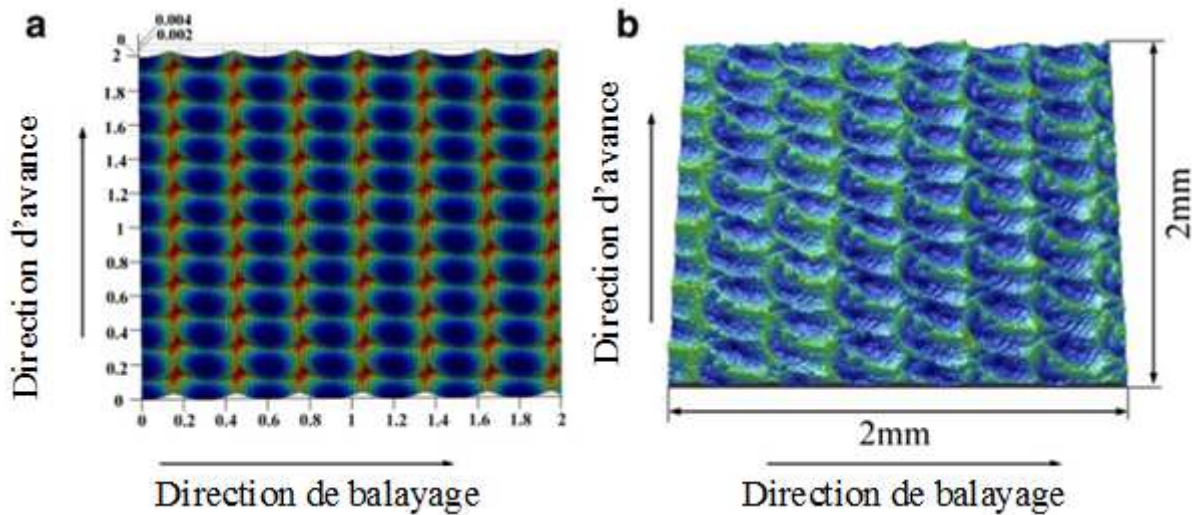 a
0.004
0
0.002
2
1.8
1.6
1.4
1.2
1
0.8
0.6
0.4
0.2
0
0 0.2 0.4 0.6 0.8 1 1.2 1.4 1.6 1.8 2
Direction d’avance
Direction de balayage
b
Direction d’avance
2mm
2mm
Direction de balayage